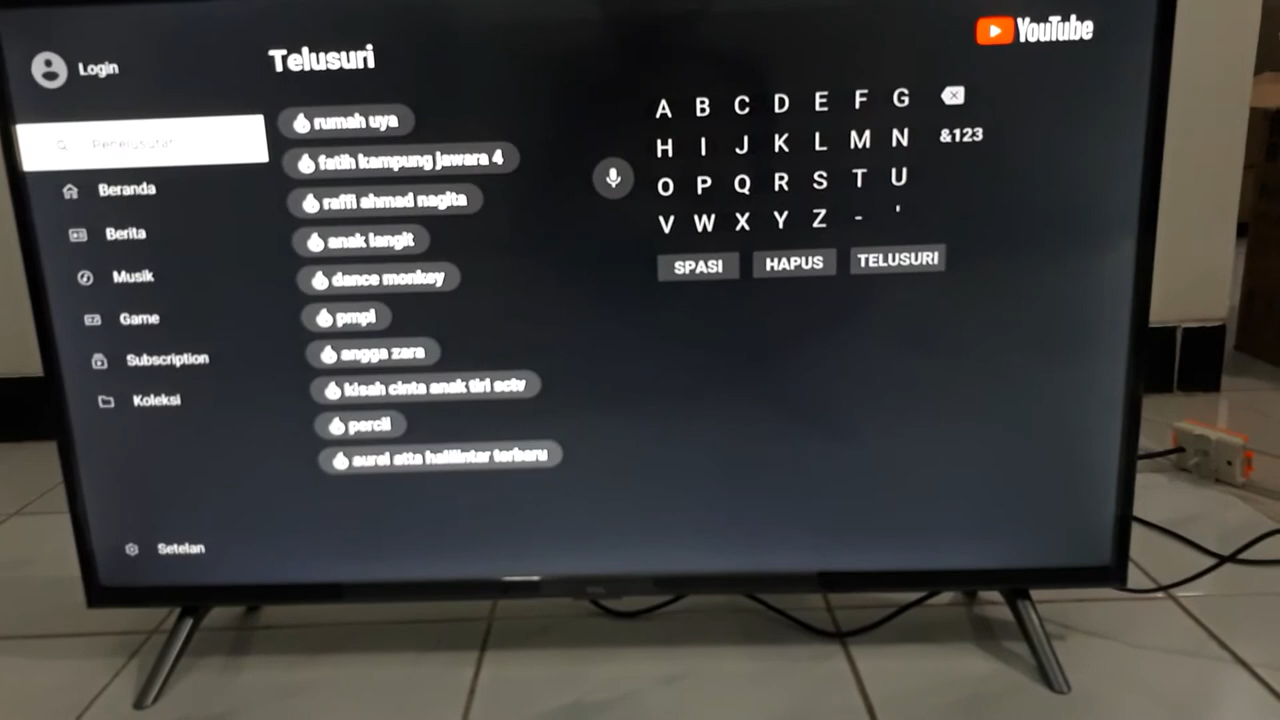 Login
Penelusuran
Beranda
Berita
Musik
Game
Subscription
Koleksi
Setelan
Telusuri
rumah uya
fatih kampung jawara 4
raffi ahmad nagita
anak langit
dance monkey
pmpl
angga zara
kisah cinta anak tiri sctv
percil
aurel atta halilintar terbaru
YouTube
A B C D E F G
H I J K L M N &123
O P Q R S T U
V W X Y Z - '
SPASI HAPUS TELUSURI